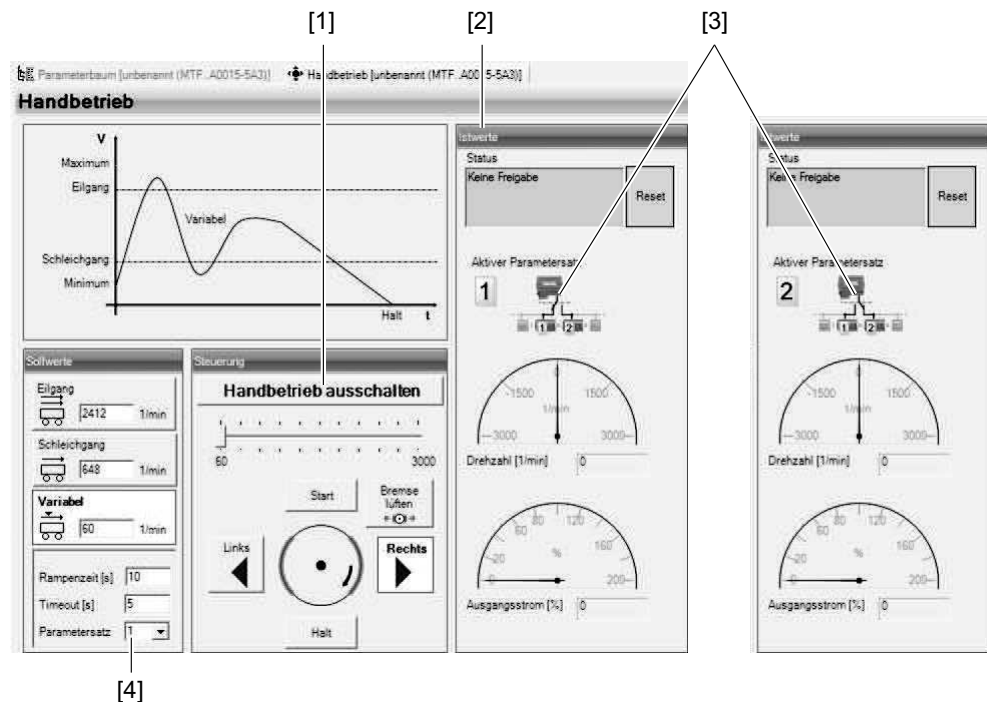 [1]
[2]
[3]
Parameterbaum [unbenannt (MTF..A0015-5A3)]
Handbetrieb [unbenannt (MTF..A0015-5A3)]
Handbetrieb
V
Maximum
Eilgang
Variabel
Schleichgang
Minimum
Halt
t
Sollwerte
Eilgang
2412 1/min
Schleichgang
648 1/min
Variabel
60 1/min
Rampenzeit [s] 10
Timeout [s] 5
Parametersatz 1
Steuerung
Handbetrieb ausschalten
60 3000
Start
Bremse
lüften
Links
Rechts
Halt
Istwerte
Status
Keine Freigabe
Reset
Aktiver Parametersatz
1
1 2
0
-1500 1500
1/min
-3000 3000
Drehzahl [1/min] 0
80 120
60
% 160
20
0 200
Ausgangsstrom [%] 0
Istwerte
Status
Keine Freigabe
Reset
Aktiver Parametersatz
2
1 2
0
-1500 1500
1/min
-3000 3000
Drehzahl [1/min] 0
80 120
60
% 160
20
0 200
Ausgangsstrom [%] 0
[4]